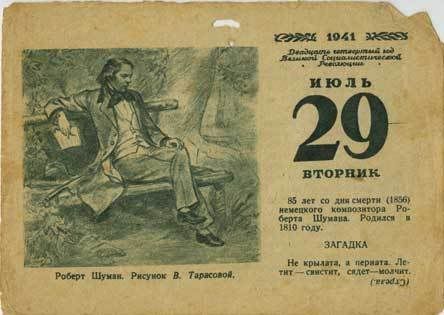 1941
Двадцать четвертый год
Великой Социалистической
Революции
ИЮЛЬ
29
ВТОРНИК
85 лет со дня смерти (1856)
немецкого композитора Ро-
берта Шумана. Родился в
1810 году.
ЗАГАДКА
Не крылата, а перната. Ле-
тит—свистит, сядет—молчит.
(Стрела.)
Роберт Шуман. Рисунок В. Тарасовой.